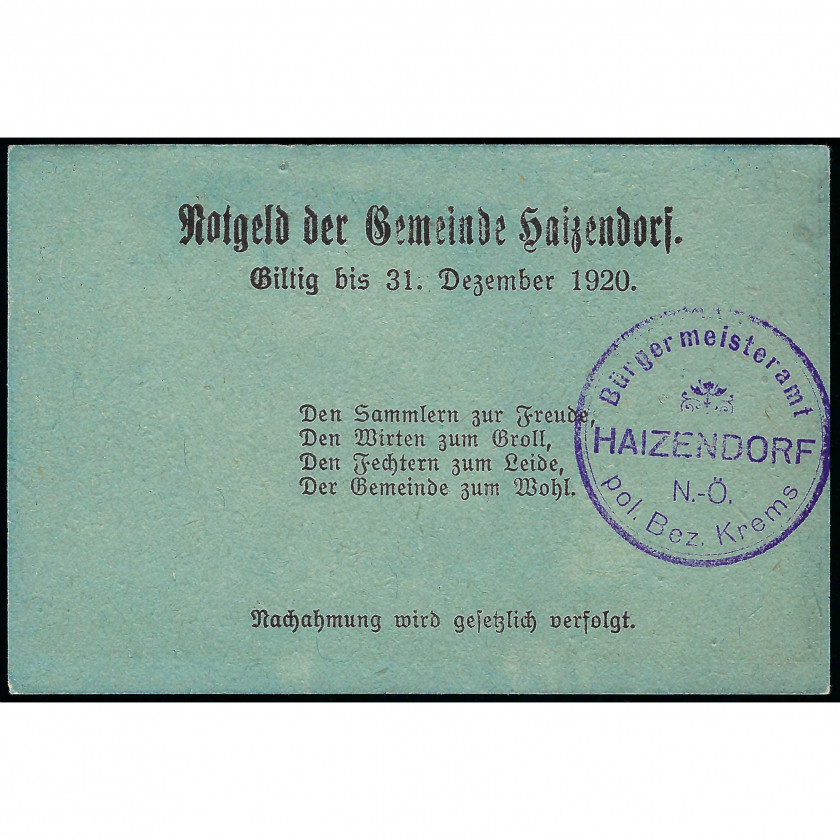 Notgeld der Gemeinde Haizendorf.
Giltig bis 31. Dezember 1920.
Den Sammlern zur Freude,
Den Wirten zum Groll,
Den Fechtern zum Leide,
Der Gemeinde zum Wohl.
Bürgermeisteramt
HAIZENDORF
N.-Ö.
pol. Bez. Krems
Nachahmung wird gesetzlich verfolgt.